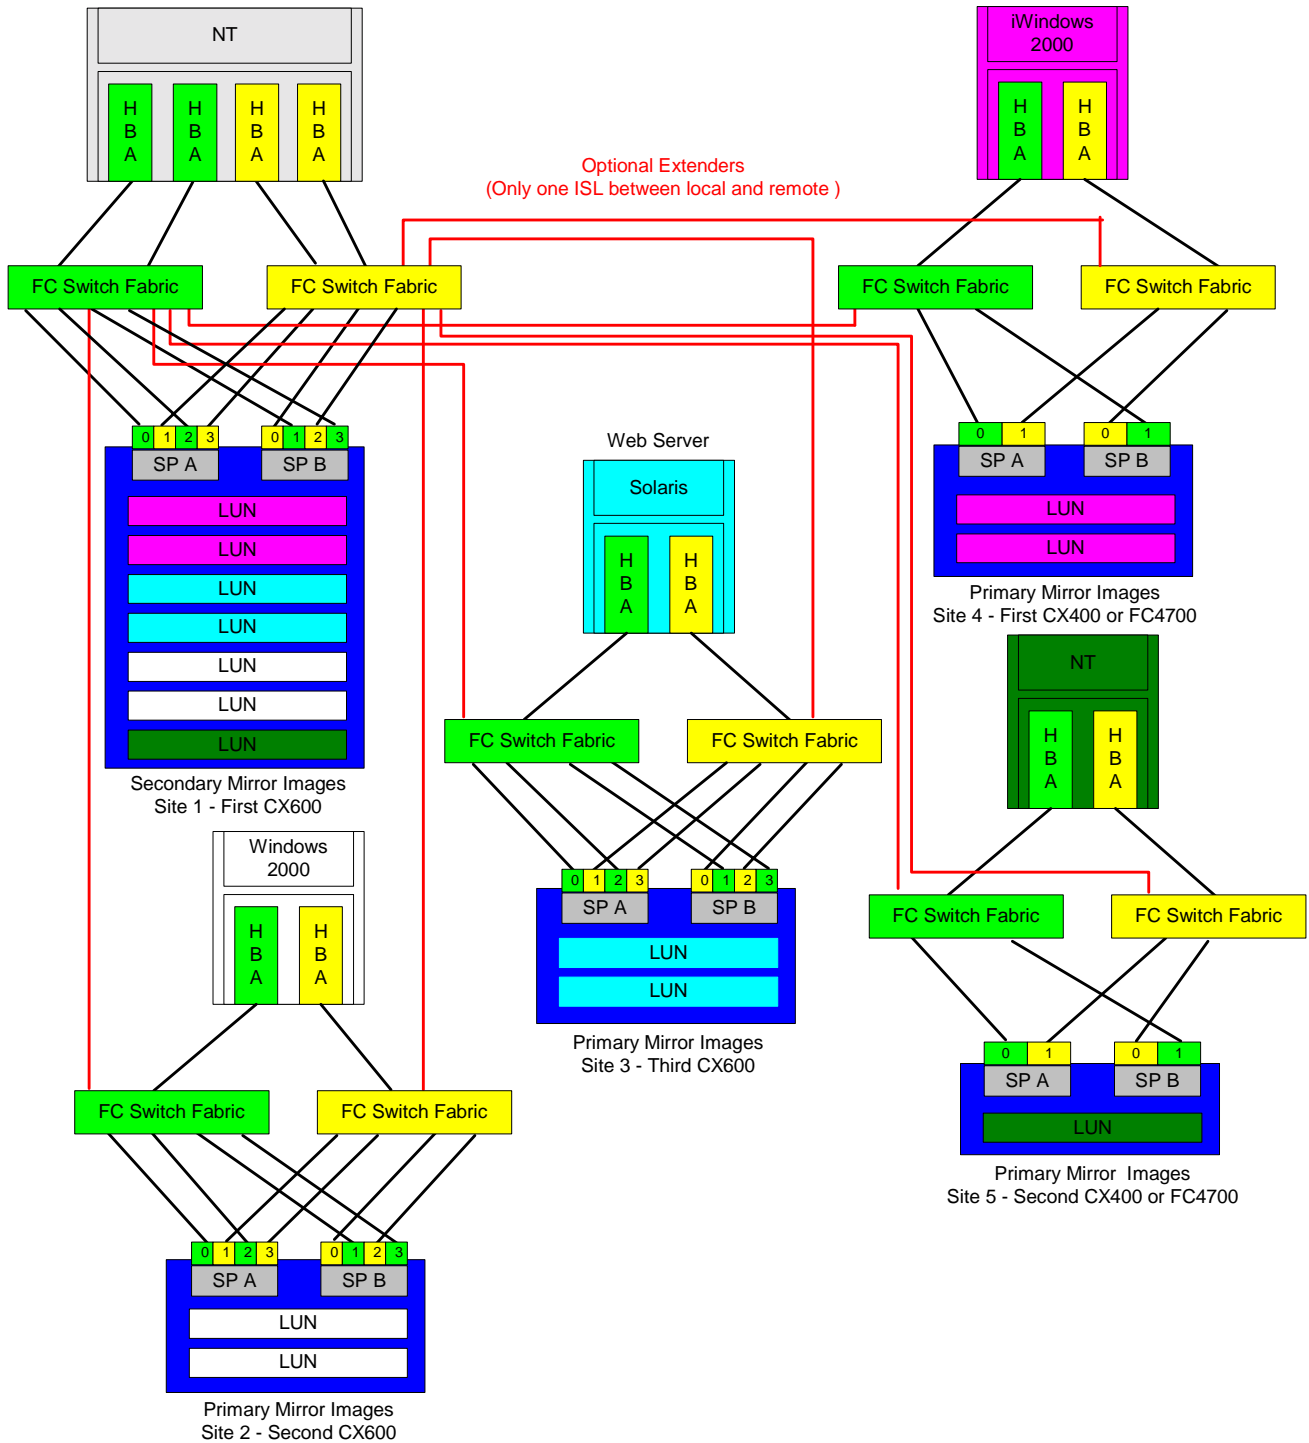 NT
H
B
A
H
B
A
H
B
A
H
B
A
iWindows
2000
H
B
A
H
B
A
Optional Extenders
(Only one ISL between local and remote )
FC Switch Fabric
FC Switch Fabric
FC Switch Fabric
FC Switch Fabric
0 1 2 3
0 1 2 3
SP A
SP B
LUN
LUN
LUN
LUN
LUN
LUN
LUN
Secondary Mirror Images
Site 1 - First CX600
0 1
0 1
SP A
SP B
LUN
LUN
Primary Mirror Images
Site 4 - First CX400 or FC4700
Web Server
Solaris
H
B
A
H
B
A
FC Switch Fabric
FC Switch Fabric
0 1 2 3
0 1 2 3
SP A
SP B
LUN
LUN
Primary Mirror Images
Site 3 - Third CX600
NT
H
B
A
H
B
A
FC Switch Fabric
FC Switch Fabric
0 1
0 1
SP A
SP B
LUN
Primary Mirror Images
Site 5 - Second CX400 or FC4700
Windows
2000
H
B
A
H
B
A
FC Switch Fabric
FC Switch Fabric
0 1 2 3
0 1 2 3
SP A
SP B
LUN
LUN
Primary Mirror Images
Site 2 - Second CX600